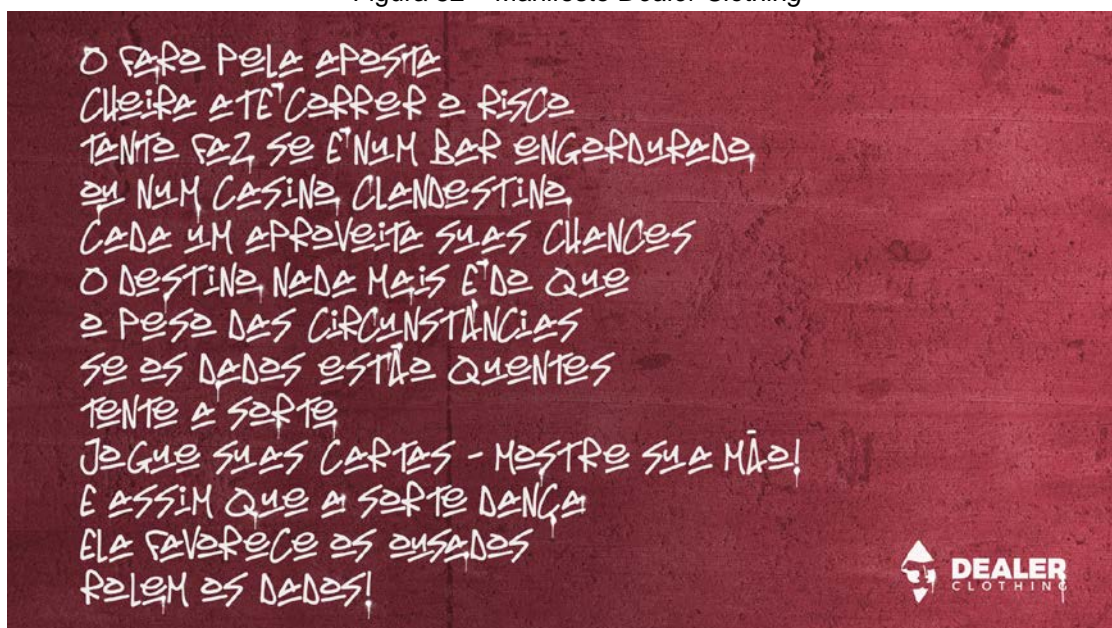 Figura 32 – Manifesto Dealer Clothing
O FARO PELA APOSTA
CHEIRA ATÉ CORRER O RISCO
TANTO FAZ, SE É NUM BAR ENGORDURADO,
OU NUM CASINO, CLANDESTINO,
CADA UM APROVEITA SUAS CHANCES
O DESTINO, NADA MAIS É DO QUE
O PESO DAS CIRCUNSTÂNCIAS
SE OS DADOS ESTÃO QUENTES
TENTE A SORTE,
JOGUE SUAS CARTAS - MOSTRE SUA MÃO!
E ASSIM QUE A SORTE DANÇA
ELA FAVORECE OS OUSADOS
ROLEM OS DADOS!
DEALER
CLOTHING